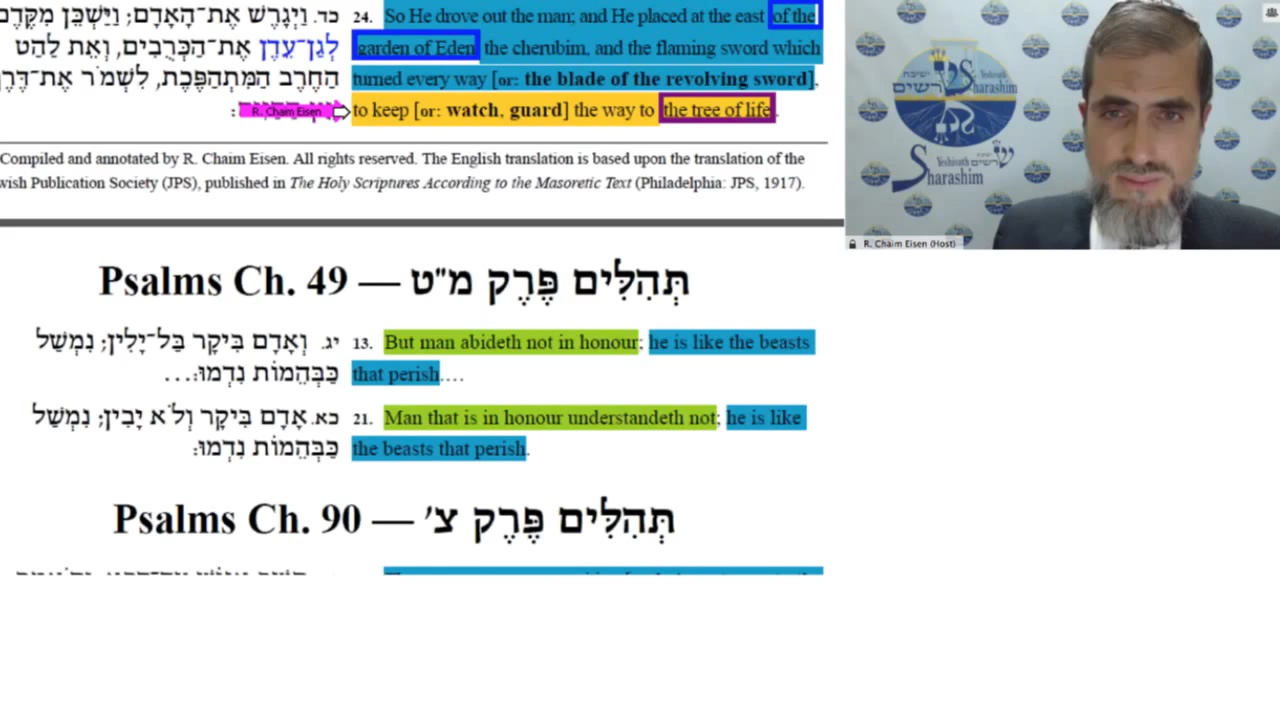 כד. וַיְגָרֶשׁ אֶת־הָאָדָם; וַיַּשְׁכֵּן מִקֶּדֶם
לְגַן־עֵדֶן אֶת־הַכְּרֻבִים, וְאֵת לַהַט
הַחֶרֶב הַמִּתְהַפֶּכֶת, לִשְׁמֹר אֶת־דֶּרֶךְ
24. So He drove out the man; and He placed at the east of the
garden of Eden the cherubim, and the flaming sword which
turned every way [or: the blade of the revolving sword],
R. Chaim Eisen
to keep [or: watch, guard] the way to the tree of life.
Compiled and annotated by R. Chaim Eisen. All rights reserved. The English translation is based upon the translation of the
wish Publication Society (JPS), published in The Holy Scriptures According to the Masoretic Text (Philadelphia: JPS, 1917).
Psalms Ch. 49 — תְּהִלִּים פֶּרֶק מ"ט
יג. וְאָדָם בִּיקָר בַּל־יָלִין; נִמְשַׁל
כַּבְּהֵמוֹת נִדְמוּ:...
13. But man abideth not in honour; he is like the beasts
that perish....
כא. אָדָם בִּיקָר וְלֹא יָבִין; נִמְשַׁל
כַּבְּהֵמוֹת נִדְמוּ:
21. Man that is in honour understandeth not; he is like
the beasts that perish.
Psalms Ch. 90 — תְּהִלִּים פֶּרֶק צ'
Yeshivath
Sharashim
ישיבת
שרשים
Yeshivath
Sharashim
ישיבת
שרשים
R. Chaim Eisen (Host)